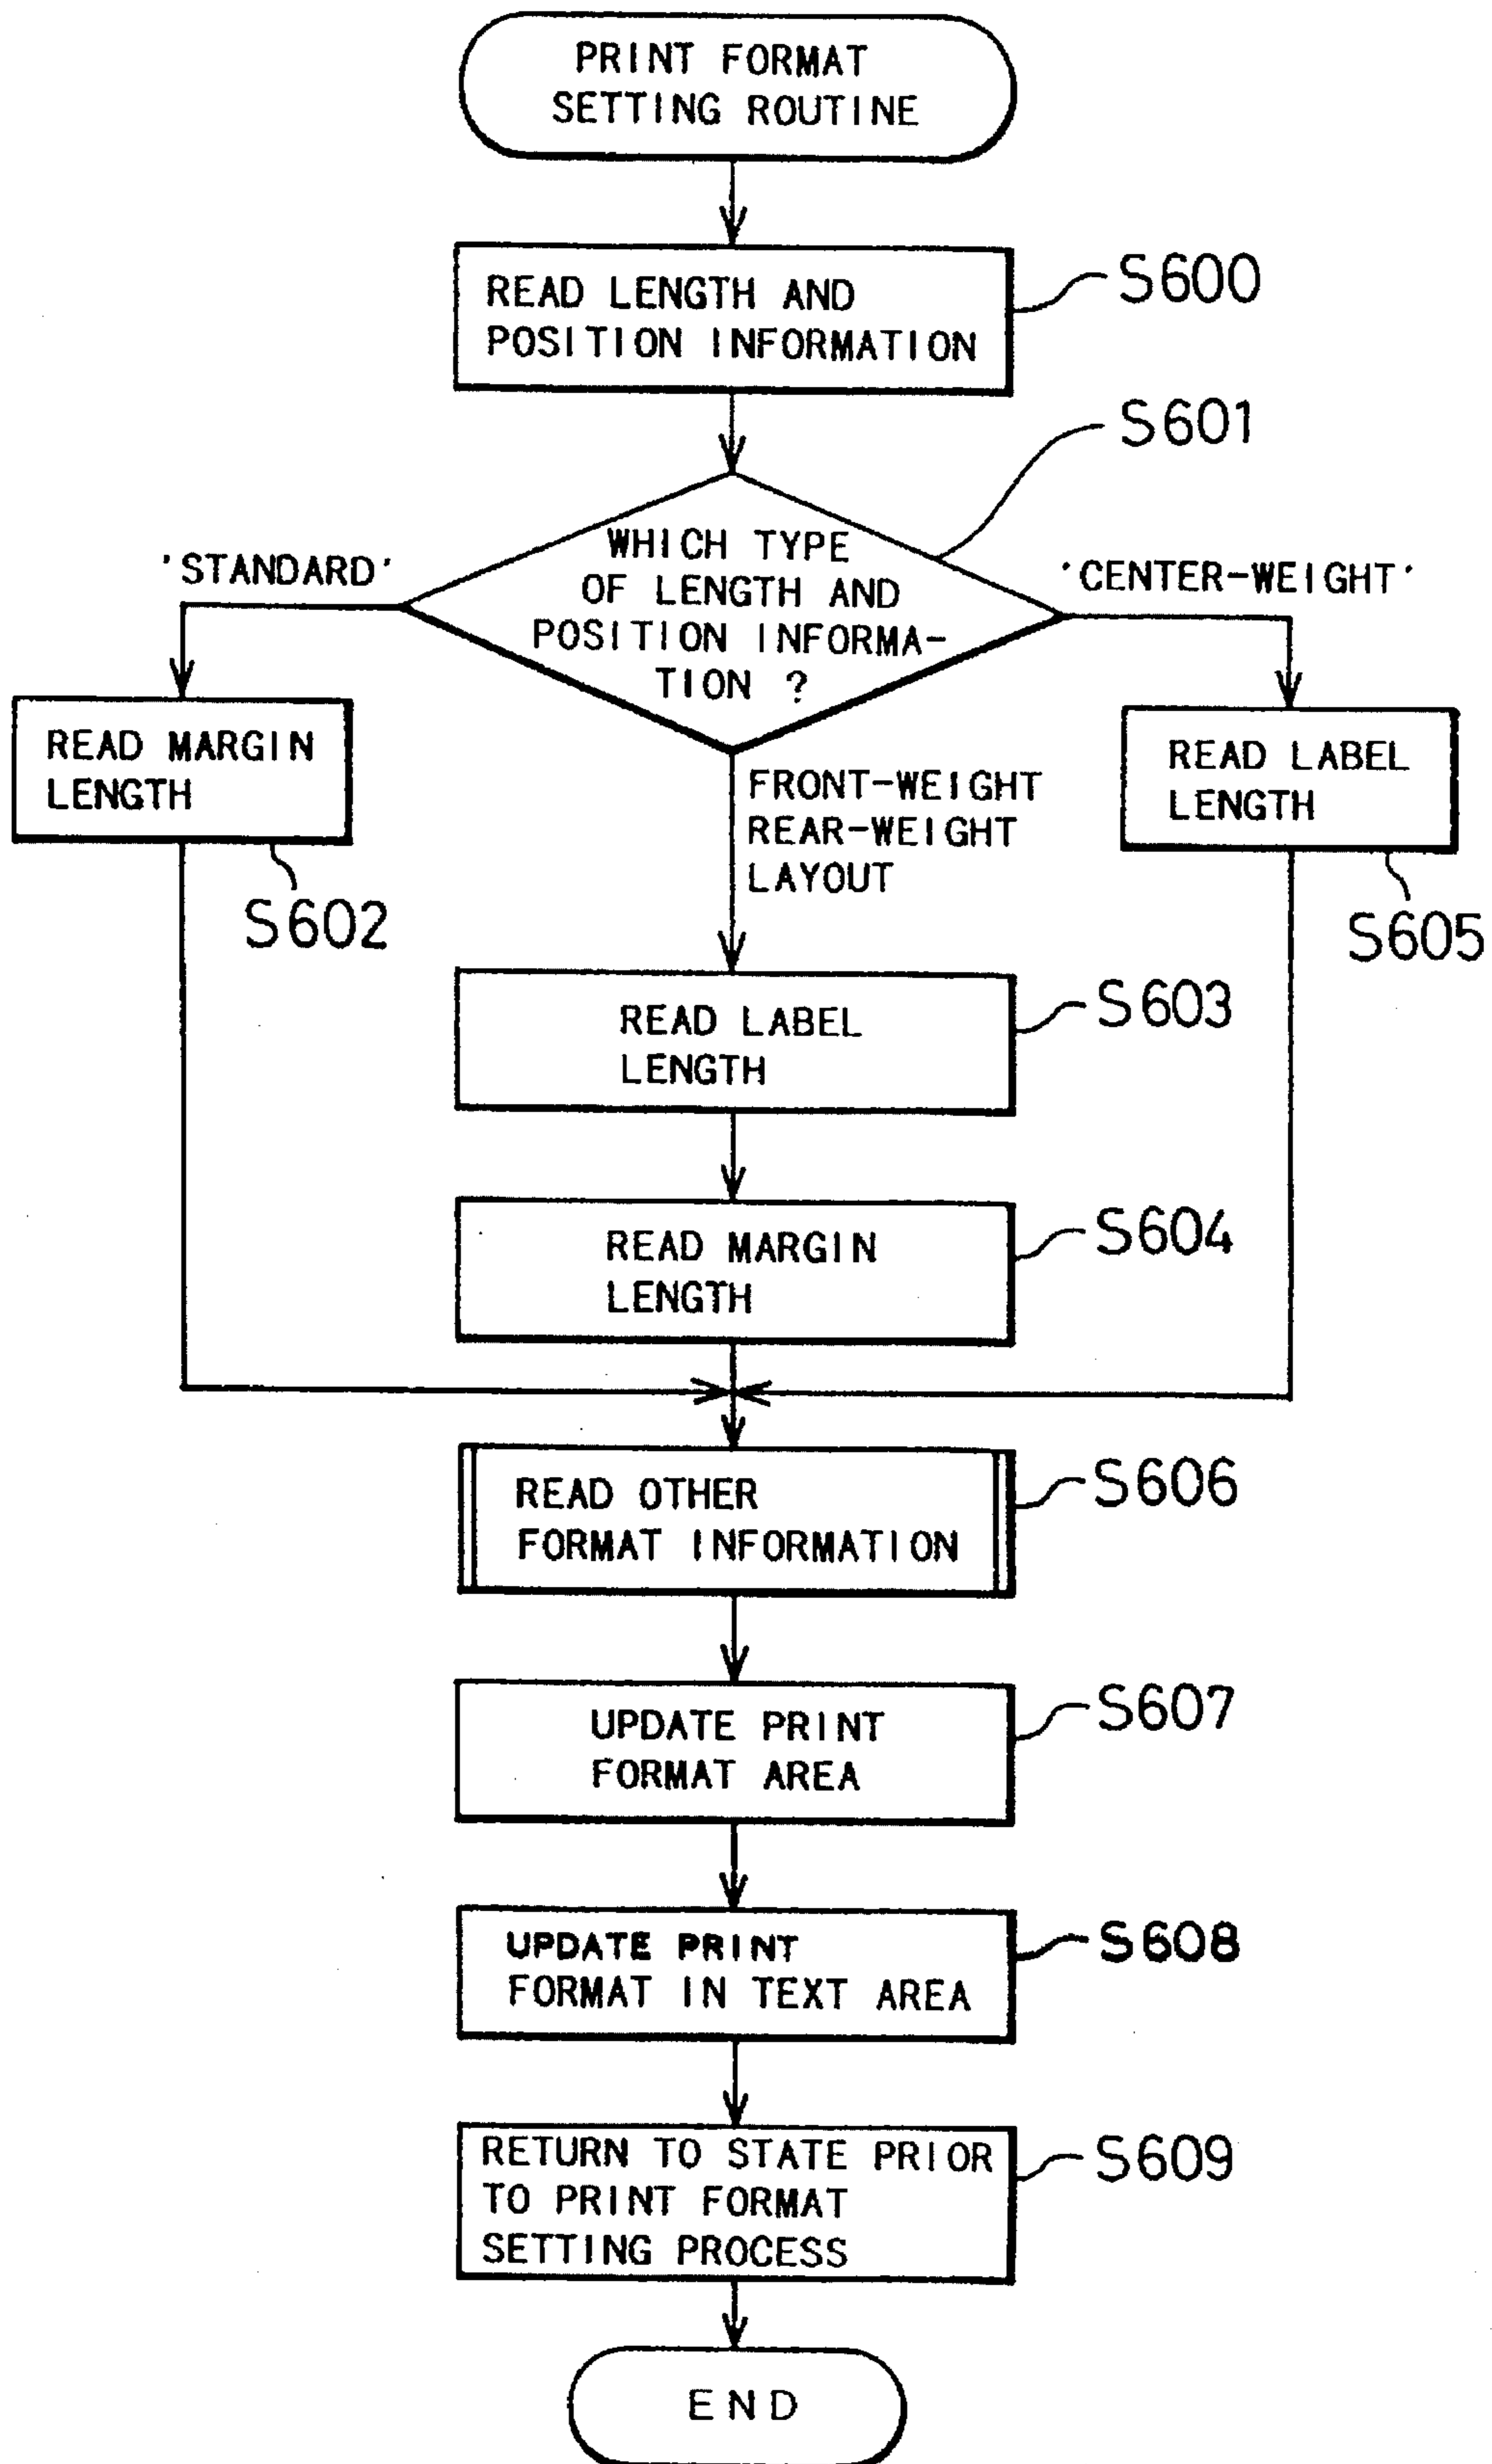 PRINT FORMAT
SETTING ROUTINE
READ LENGTH AND
POSITION INFORMATION
S600
S601
WHICH TYPE
OF LENGTH AND
POSITION INFORMA-
TION ?
'STANDARD'
'CENTER-WEIGHT'
READ MARGIN
LENGTH
S602
FRONT-WEIGHT
REAR-WEIGHT
LAYOUT
READ LABEL
LENGTH
S605
READ LABEL
LENGTH
S603
READ MARGIN
LENGTH
S604
READ OTHER
FORMAT INFORMATION
S606
UPDATE PRINT
FORMAT AREA
S607
UPDATE PRINT
FORMAT IN TEXT AREA
S608
RETURN TO STATE PRIOR
TO PRINT FORMAT
SETTING PROCESS
S609
END